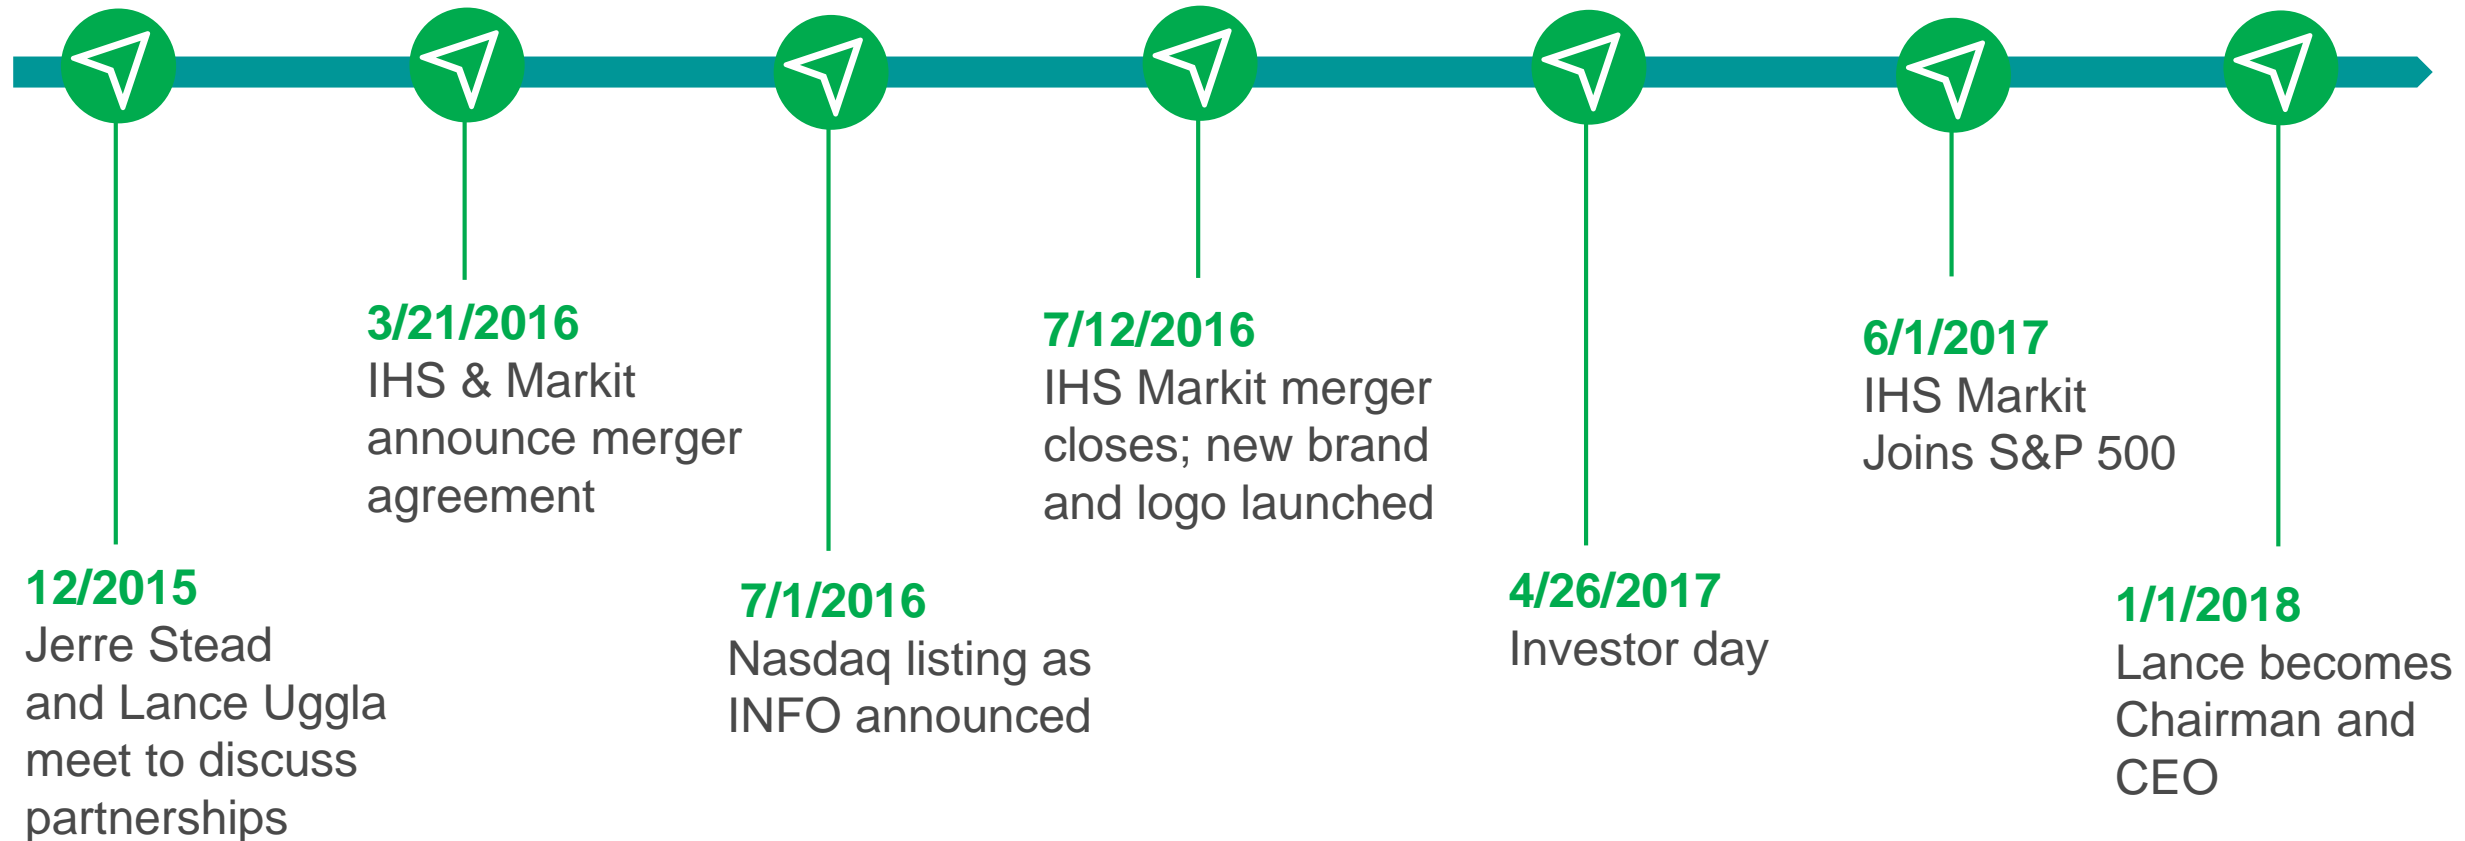 12/2015
Jerre Stead
and Lance Uggla
meet to discuss
partnerships
3/21/2016
IHS & Markit
announce merger
agreement
7/1/2016
Nasdaq listing as
INFO announced
7/12/2016
IHS Markit merger
closes; new brand
and logo launched
4/26/2017
Investor day
6/1/2017
IHS Markit
Joins S&P 500
1/1/2018
Lance becomes
Chairman and
CEO